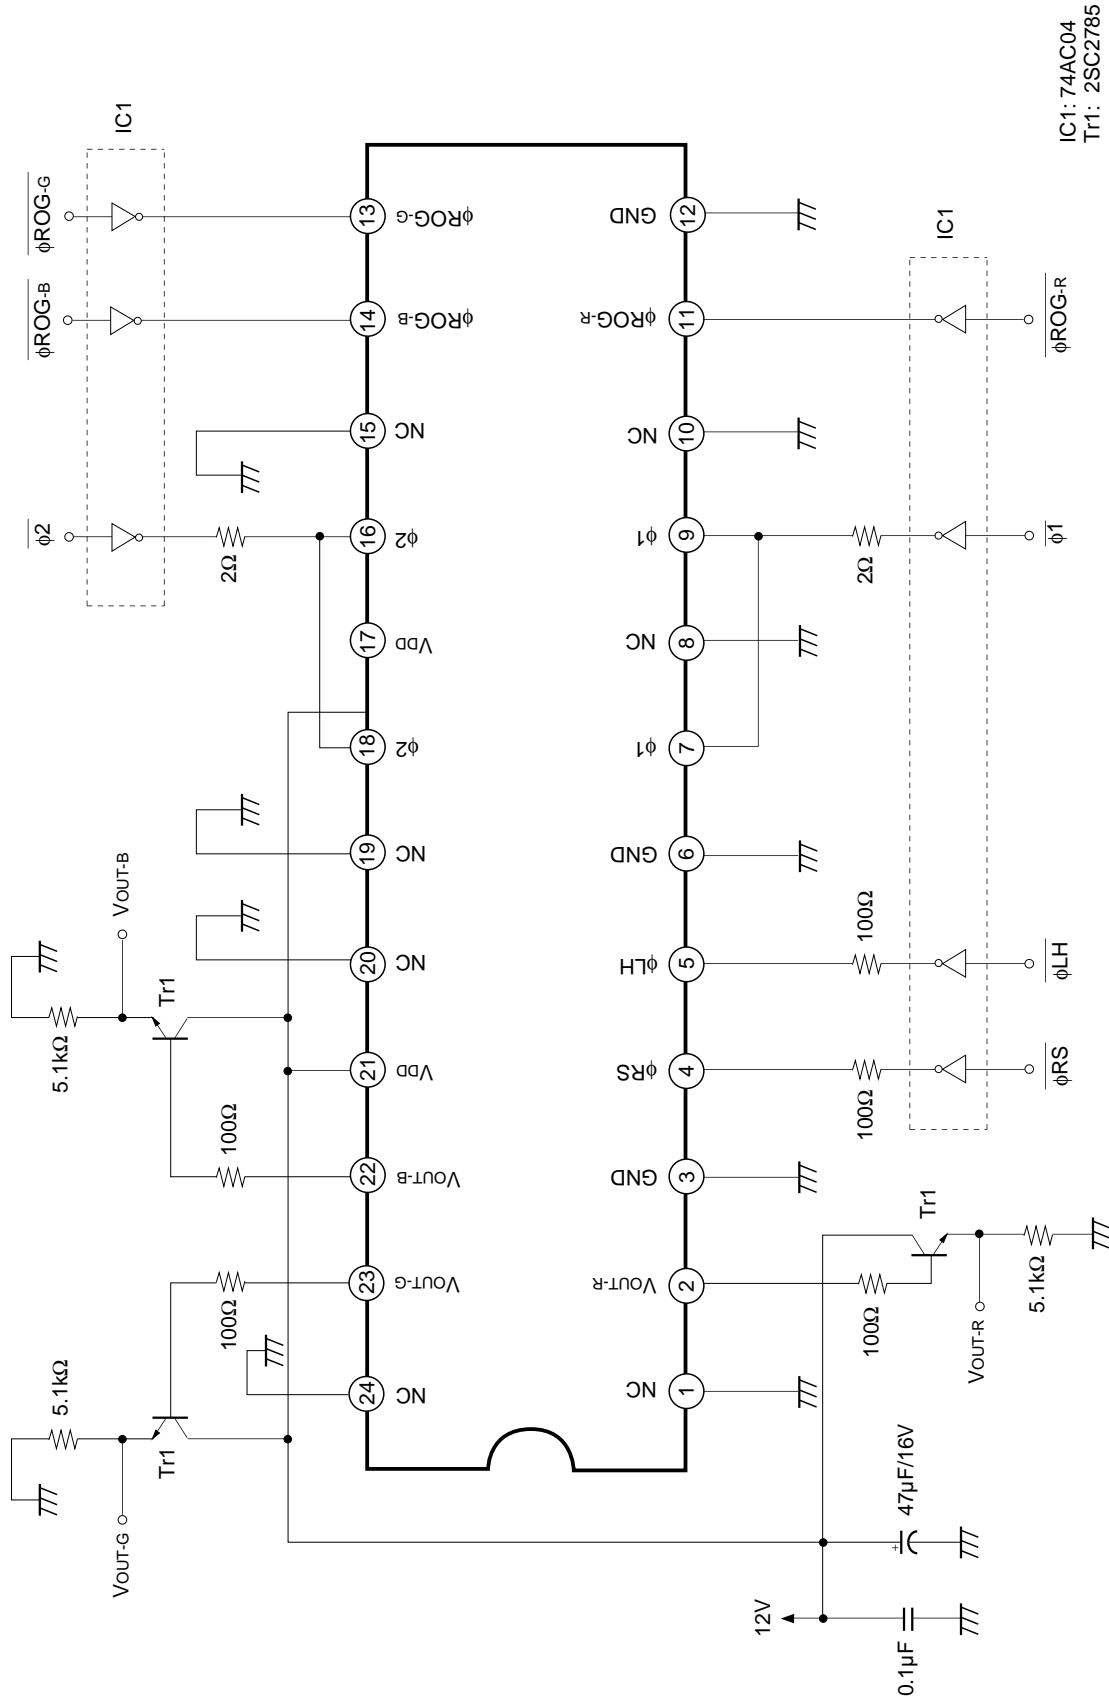 IC1: 74AC04
Tr1: 2SC2785
IC1
φROG-G
φROG-B
φ2
2Ω
VOUT-B
5.1kΩ
Tr1
100Ω
100Ω
5.1kΩ
Tr1
VOUT-G
13
φROG-G
14
φROG-B
15
NC
16
φ2
17
VDD
18
φ2
19
NC
20
NC
21
VDD
22
VOUT-B
23
VOUT-G
24
NC
12
GND
11
φROG-R
10
NC
9
φ1
8
NC
7
φ1
6
GND
5
φLH
4
φRS
3
GND
2
VOUT-R
1
NC
IC1
φROG-R
2Ω
φ1
100Ω
φLH
100Ω
φRS
Tr1
100Ω
VOUT-R
5.1kΩ
47µF/16V
+
12V
0.1µF